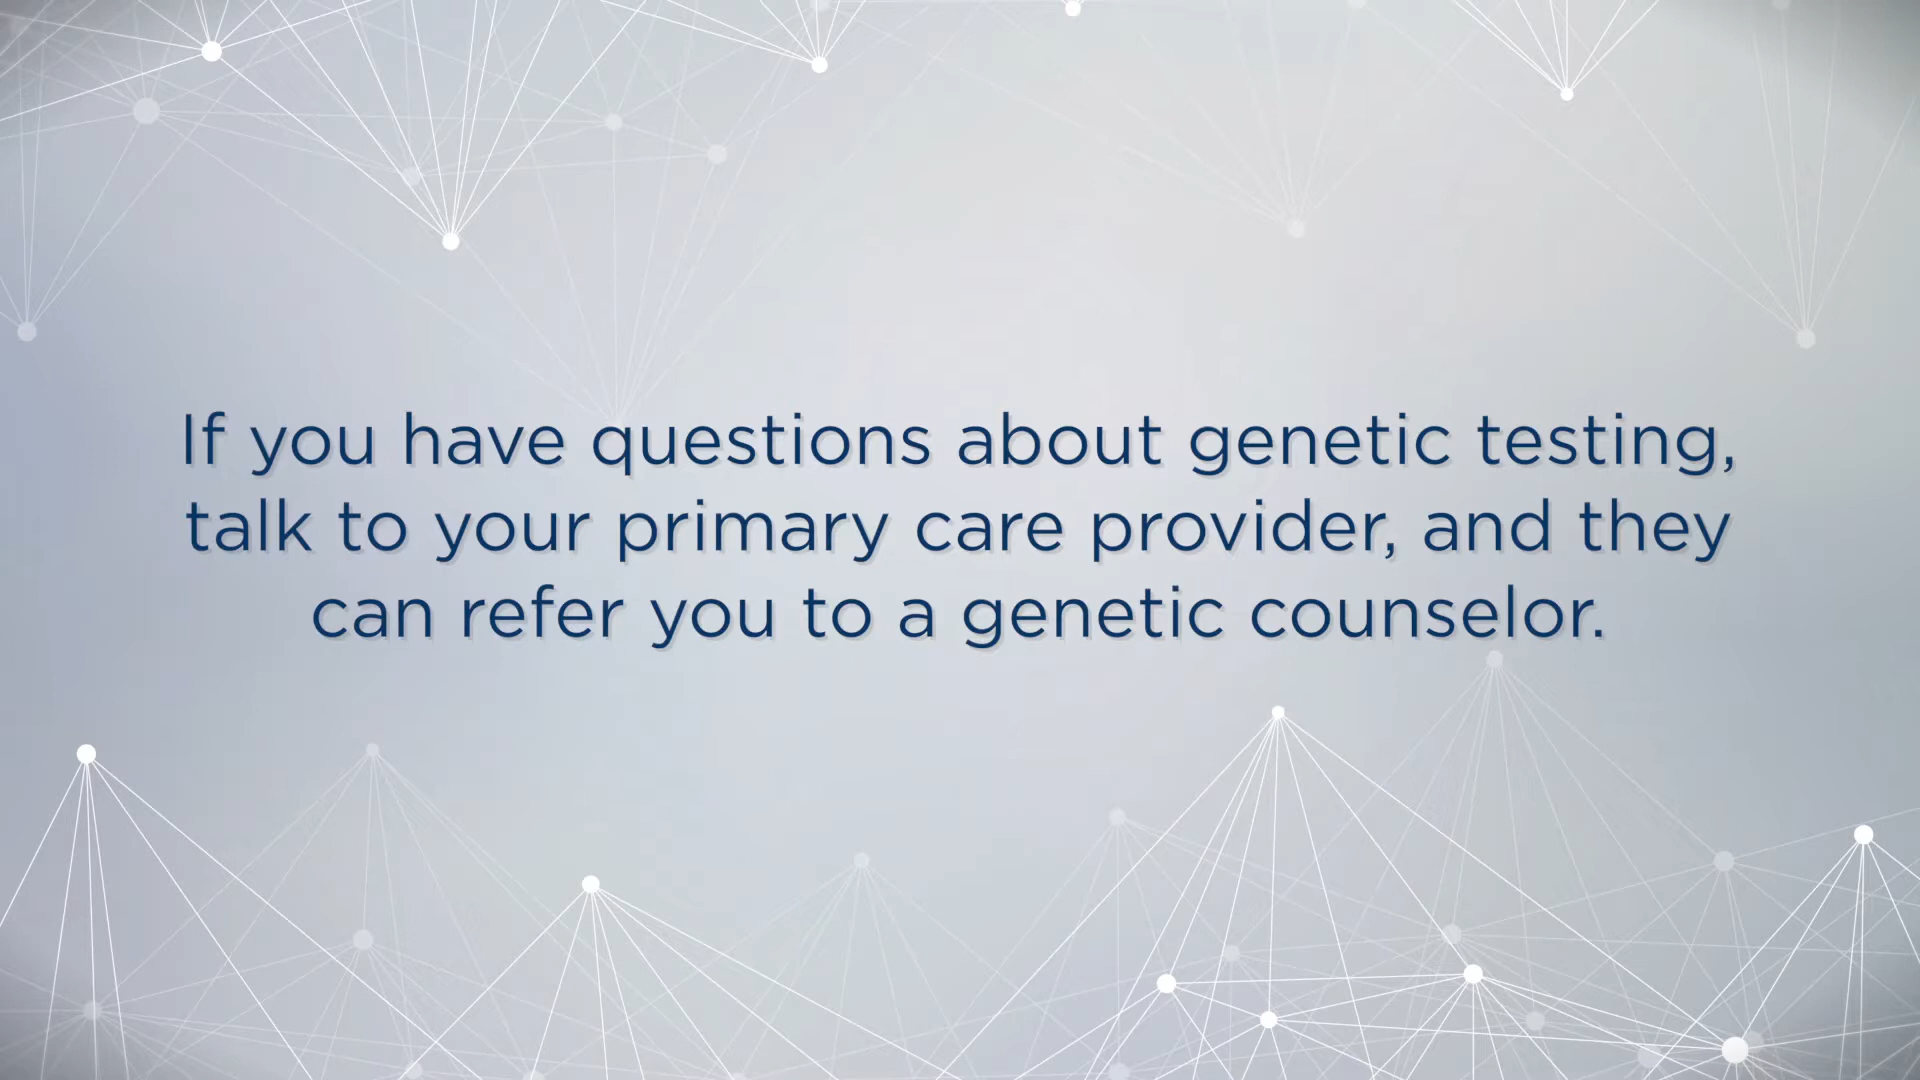 If you have questions about genetic testing,
talk to your primary care provider, and they
can refer you to a genetic counselor.